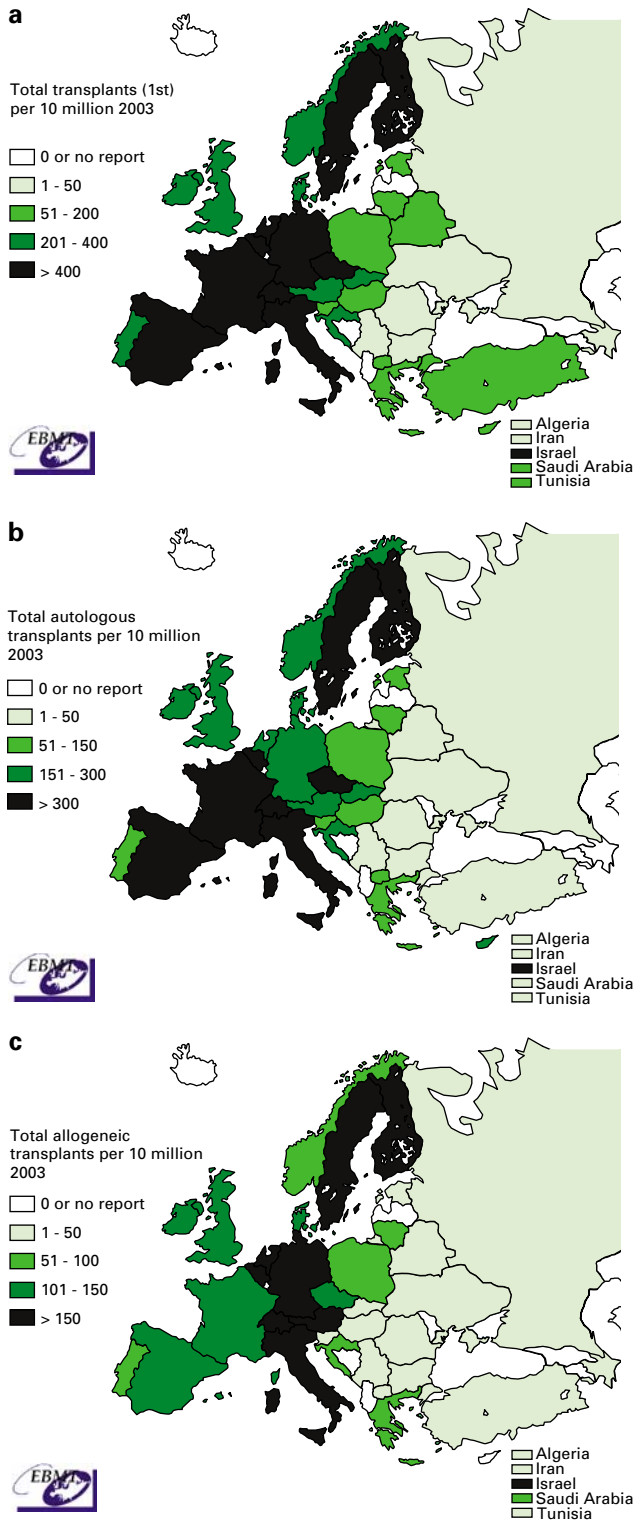 a
Total transplants (1st)
per 10 million 2003
0 or no report
1 - 50
51 - 200
201 - 400
> 400
EBMT
Algeria
Iran
Israel
Saudi Arabia
Tunisia
b
Total autologous
transplants per 10 million
2003
0 or no report
1 - 50
51 - 150
151 - 300
> 300
EBMT
Algeria
Iran
Israel
Saudi Arabia
Tunisia
c
Total allogeneic
transplants per 10 million
2003
0 or no report
1 - 50
51 - 100
101 - 150
> 150
EBMT
Algeria
Iran
Israel
Saudi Arabia
Tunisia